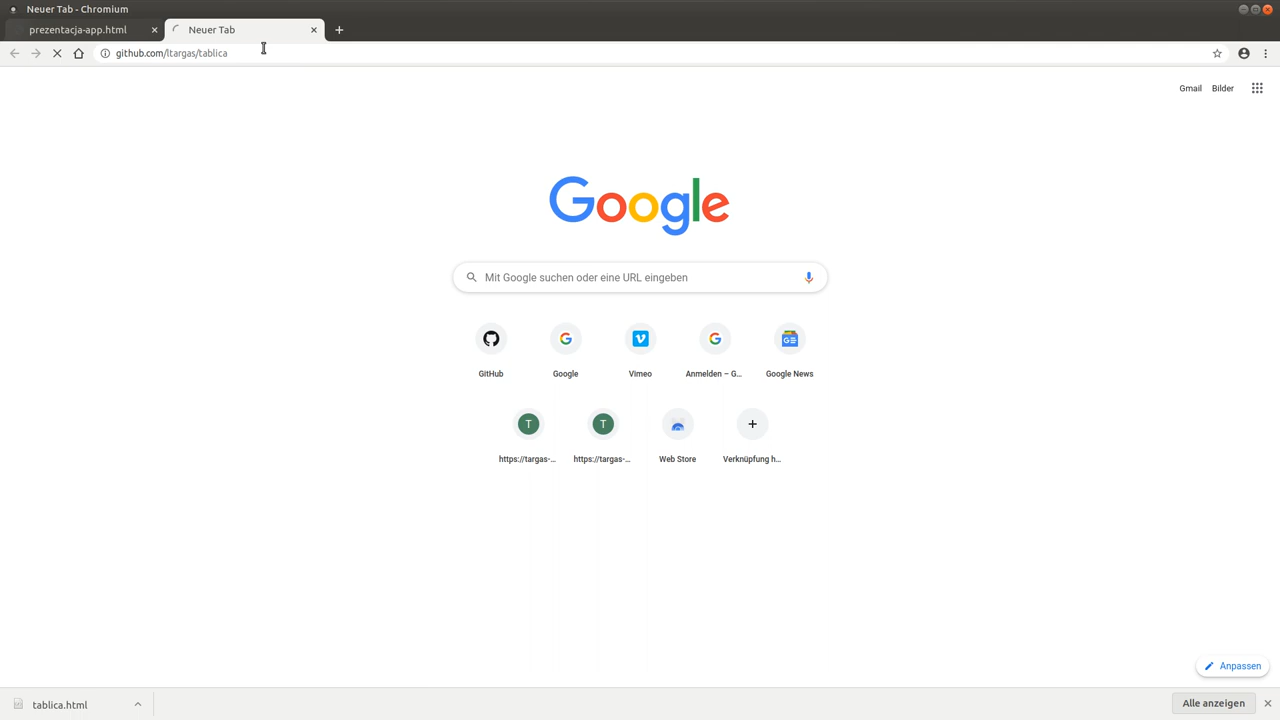 Neuer Tab - Chromium
prezentacja-app.html
Neuer Tab
github.com/ltargas/tablica
Gmail
Bilder
Google
Mit Google suchen oder eine URL eingeben
GitHub
Google
Vimeo
Anmelden – G...
Google News
T
T
https://targas-...
https://targas-...
Web Store
Verknüpfung h...
Anpassen
tablica.html
Alle anzeigen